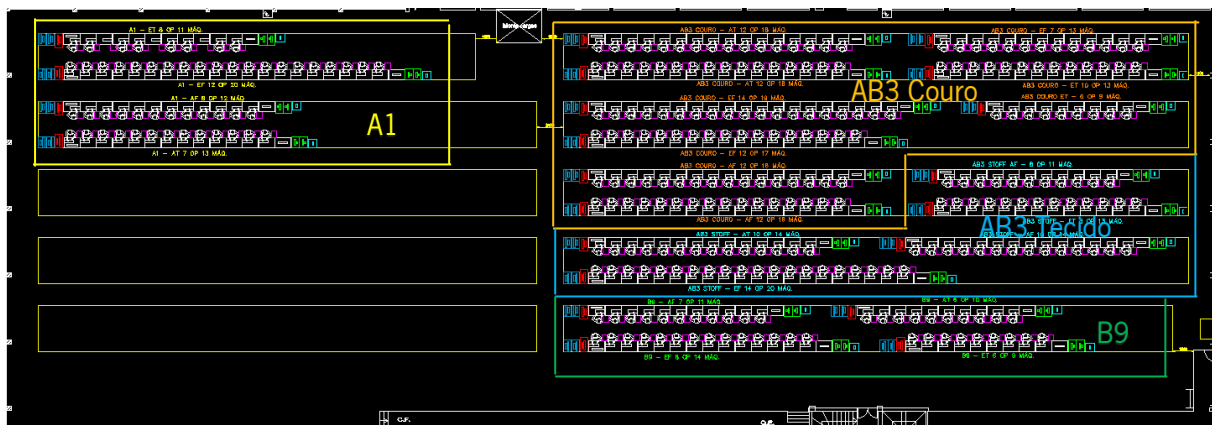 A1 - ET 6 OP 11 MÁQ.
A1 - EF 12 OP 20 MÁQ.
A1 - AF 8 OP 12 MÁQ.
A1
A1 - AT 7 OP 13 MÁQ.
Monta cargas
AB3 COURO - AT 12 OP 18 MÁQ.
AB3 COURO - EF 7 OP 13 MÁQ.
AB3 COURO - AT 12 OP 18 MÁQ.
AB3 COURO - ET 10 OP 13 MÁQ.
AB3 Couro
AB3 COURO - EF 14 OP 19 MÁQ.
AB3 COURO ET - 6 OP 9 MÁQ.
AB3 COURO - EF 12 OP 17 MÁQ.
AB3 COURO - AF 12 OP 18 MÁQ.
AB3 STOFF AF - 8 OP 11 MÁQ.
AB3 COURO - AF 12 OP 18 MÁQ.
AB3 Tecido
AB3 STOFF - AT 10 OP 14 MÁQ.
AB3 STOFF - EF 14 OP 20 MÁQ.
B9 - AF 7 OP 11 MÁQ.
B9 - AT 6 OP 10 MÁQ.
B9
B9 - EF 8 OP 14 MÁQ.
B9 - ET 6 OP 9 MÁQ.
C.F.